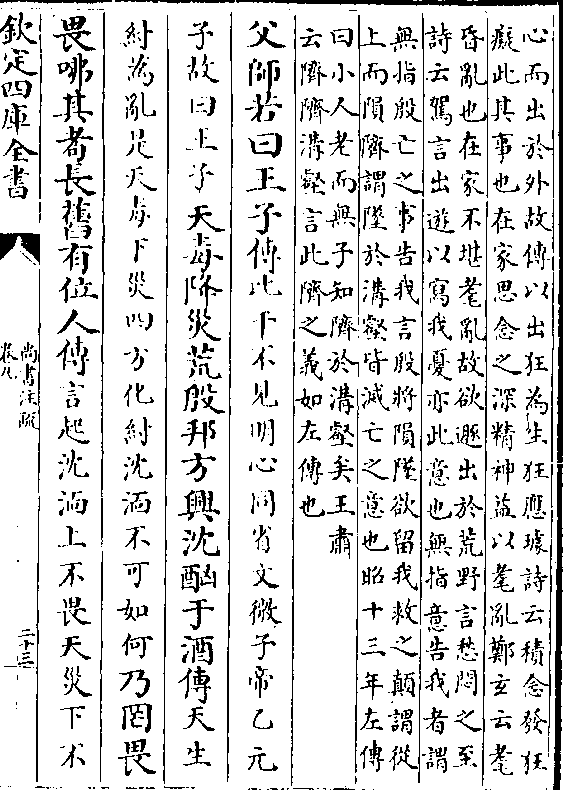 心而出於外故傳以出狂為生狂應璩詩云積念發狂
癡此其事也在家思念之深精神益以耄亂鄭玄云耄
昏亂也在家不堪耄亂故欲遯出於荒野言愁悶之至
詩云駕言出遊以寫我憂亦此意也無指意告我者謂
無指殷亡之事告我言殷將隕墜欲留我救之顛謂從
上而隕隮謂墜於溝壑皆滅亡之意也昭十三年左傳
曰小人老而無子知隮於溝壑矣王肅
云隮隮溝壑言此隮之義如左傳也
父師若曰王子傳比干不見明心同省文微子帝乙元
子故曰王子天毒降災荒殷邦方興沈酗于酒傳天生
紂為亂是天毒下災四方化紂沈湎不可如何乃罔畏
畏咈其耇長舊有位人傳言起沈湎上不畏天災下不
欽定四庫全書
尚書注疏
卷九
二十三